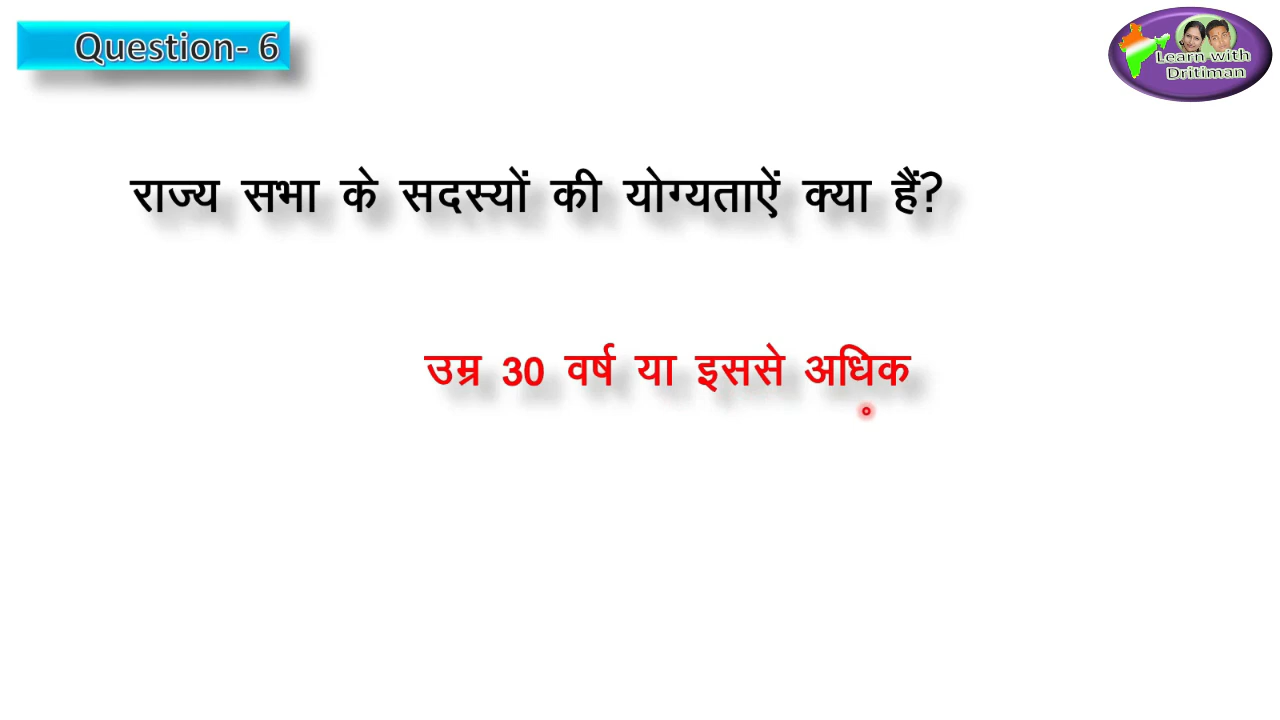 Question- 6
Learn with
Dritiman
राज्य सभा के सदस्यों की योग्यताऐं क्या हैं?
उम्र 30 वर्ष या इससे अधिक